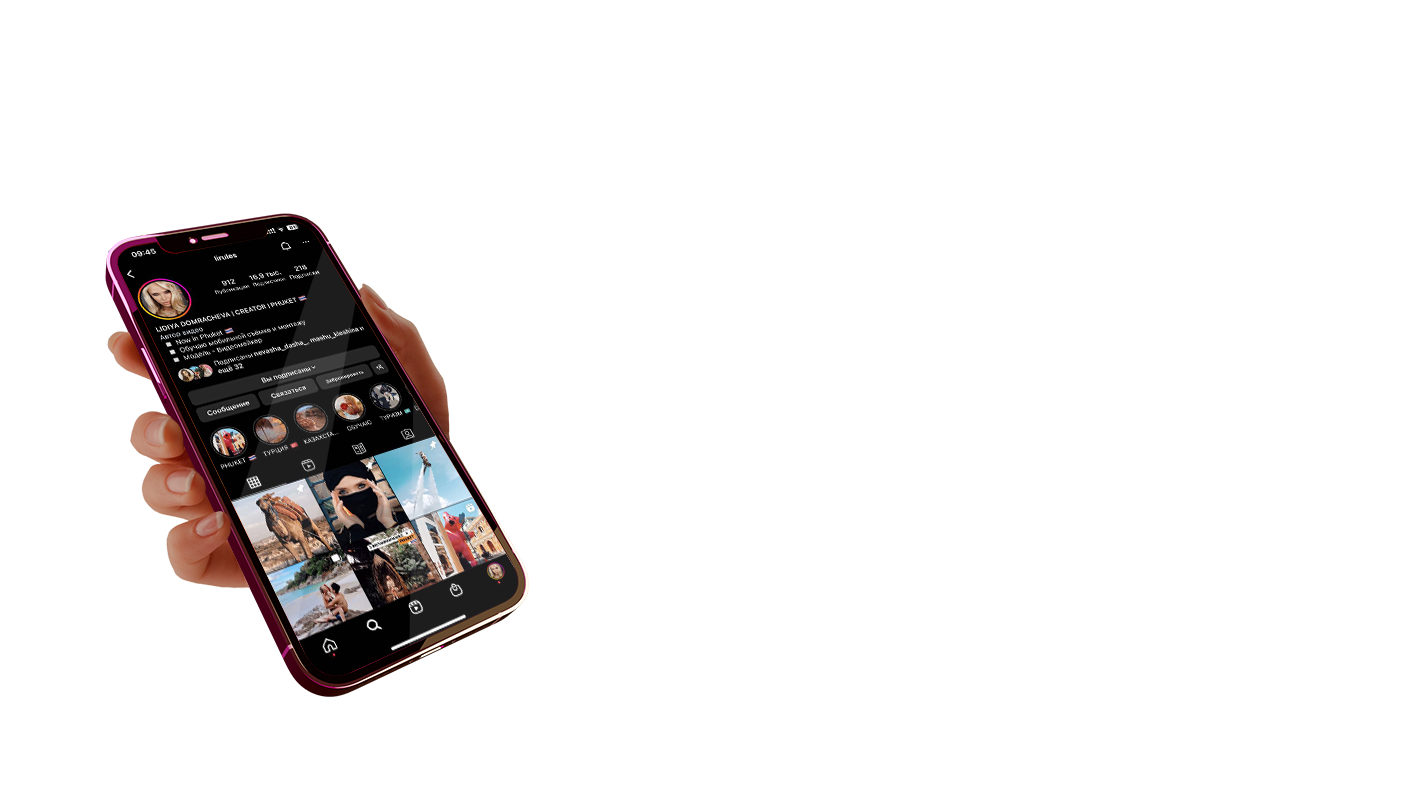 09:45
lirules
912 16,9 тыс. 218
Публикации Подписчики Подписки
LIDIYA DOMRACHEVA | CREATOR | PHUKET
Автор видео
Now in Phuket
Обучаю мобильной съёмке и монтажу
Модель - Видеомейкер
Подписаны nevasha_dasha_, mashu_kleshina и
ещё 32
Вы подписаны
Сообщение Связаться Забронировать
PHUKET ТУРЦИЯ КАЗАХСТА... ОБУЧАЮ ТУРИЗМ